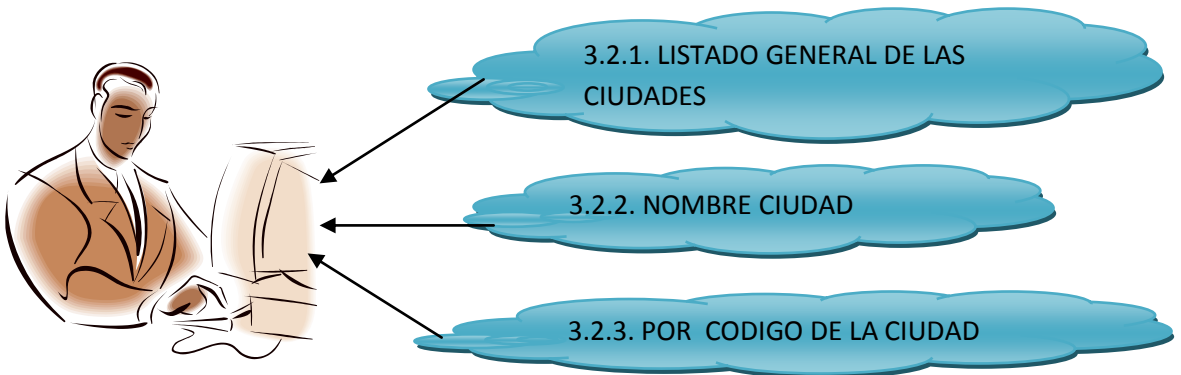 3.2.1. LISTADO GENERAL DE LAS
CIUDADES
3.2.2. NOMBRE CIUDAD
3.2.3. POR  CODIGO DE LA CIUDAD